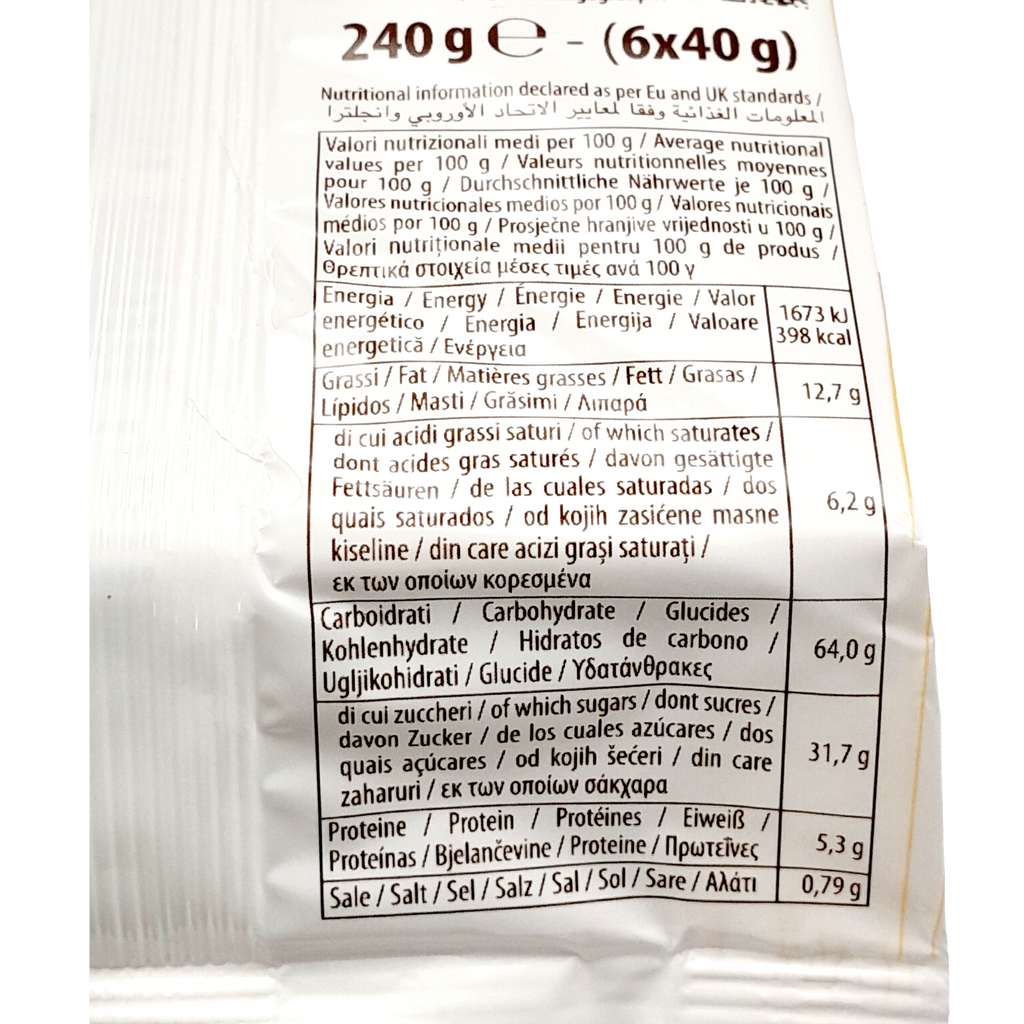 240 g ℮ - (6x40 g)
Nutritional information declared as per Eu and UK standards /
المعلومات الغذائية وفقا لمعايير الاتحاد الأوروبي وانجلترا
Valori nutrizionali medi per 100 g / Average nutritional
values per 100 g / Valeurs nutritionnelles moyennes
pour 100 g / Durchschnittliche Nährwerte je 100 g /
Valores nutricionales medios por 100 g / Valores nutricionais
médios por 100 g / Prosječne hranjive vrijednosti u 100 g /
Valori nutriționale medii pentru 100 g de produs /
Θρεπτικά στοιχεία μέσες τιμές ανά 100 γ
Energia / Energy / Énergie / Energie / Valor
energético / Energia / Energija / Valoare
energetică / Ενέργεια
1673 kJ
398 kcal
Grassi / Fat / Matières grasses / Fett / Grasas /
Lípidos / Masti / Grăsimi / Λιπαρά
12,7 g
di cui acidi grassi saturi / of which saturates /
dont acides gras saturés / davon gesättigte
Fettsäuren / de las cuales saturadas / dos
quais saturados / od kojih zasićene masne
kiseline / din care acizi grași saturați /
εκ των οποίων κορεσμένα
6,2 g
Carboidrati / Carbohydrate / Glucides /
Kohlenhydrate / Hidratos de carbono /
Ugljikohidrati / Glucide / Υδατάνθρακες
64,0 g
di cui zuccheri / of which sugars / dont sucres /
davon Zucker / de los cuales azúcares / dos
quais açúcares / od kojih šećeri / din care
zaharuri / εκ των οποίων σάκχαρα
31,7 g
Proteine / Protein / Protéines / Eiweiß /
Proteínas / Bjelančevine / Proteine / Πρωτεΐνες
5,3 g
Sale / Salt / Sel / Salz / Sal / Sol / Sare / Αλάτι
0,79 g